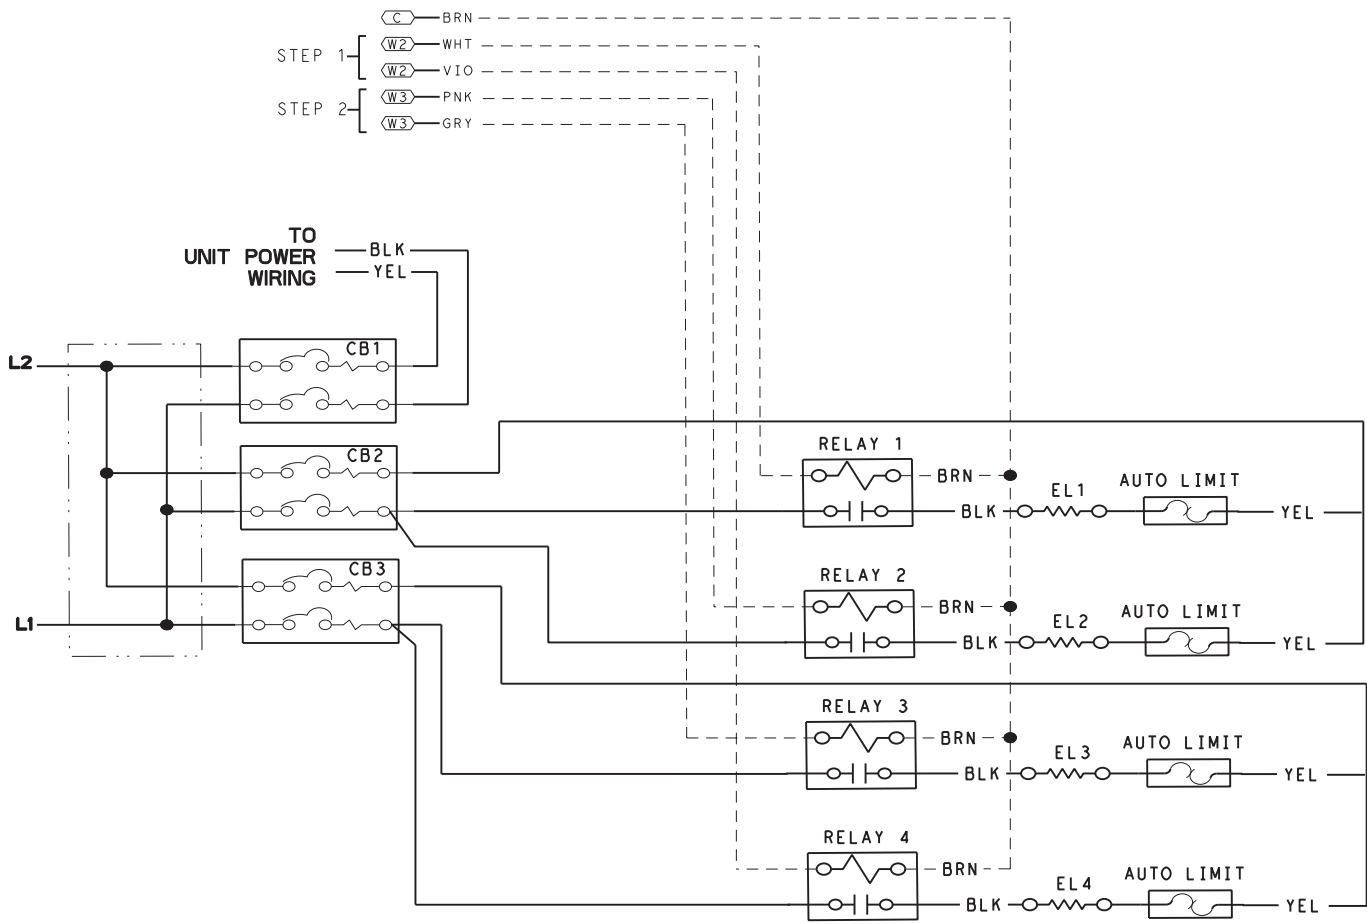 C BRN
STEP 1 W2 WHT
W2 VIO
STEP 2 W3 PNK
W3 GRY
TO
UNIT POWER
WIRING
BLK
YEL
L2
CB1
CB2
CB3
L1
RELAY 1
BRN
BLK
EL1
AUTO LIMIT
YEL
RELAY 2
BRN
BLK
EL2
AUTO LIMIT
YEL
RELAY 3
BRN
BLK
EL3
AUTO LIMIT
YEL
RELAY 4
BRN
BLK
EL4
AUTO LIMIT
YEL